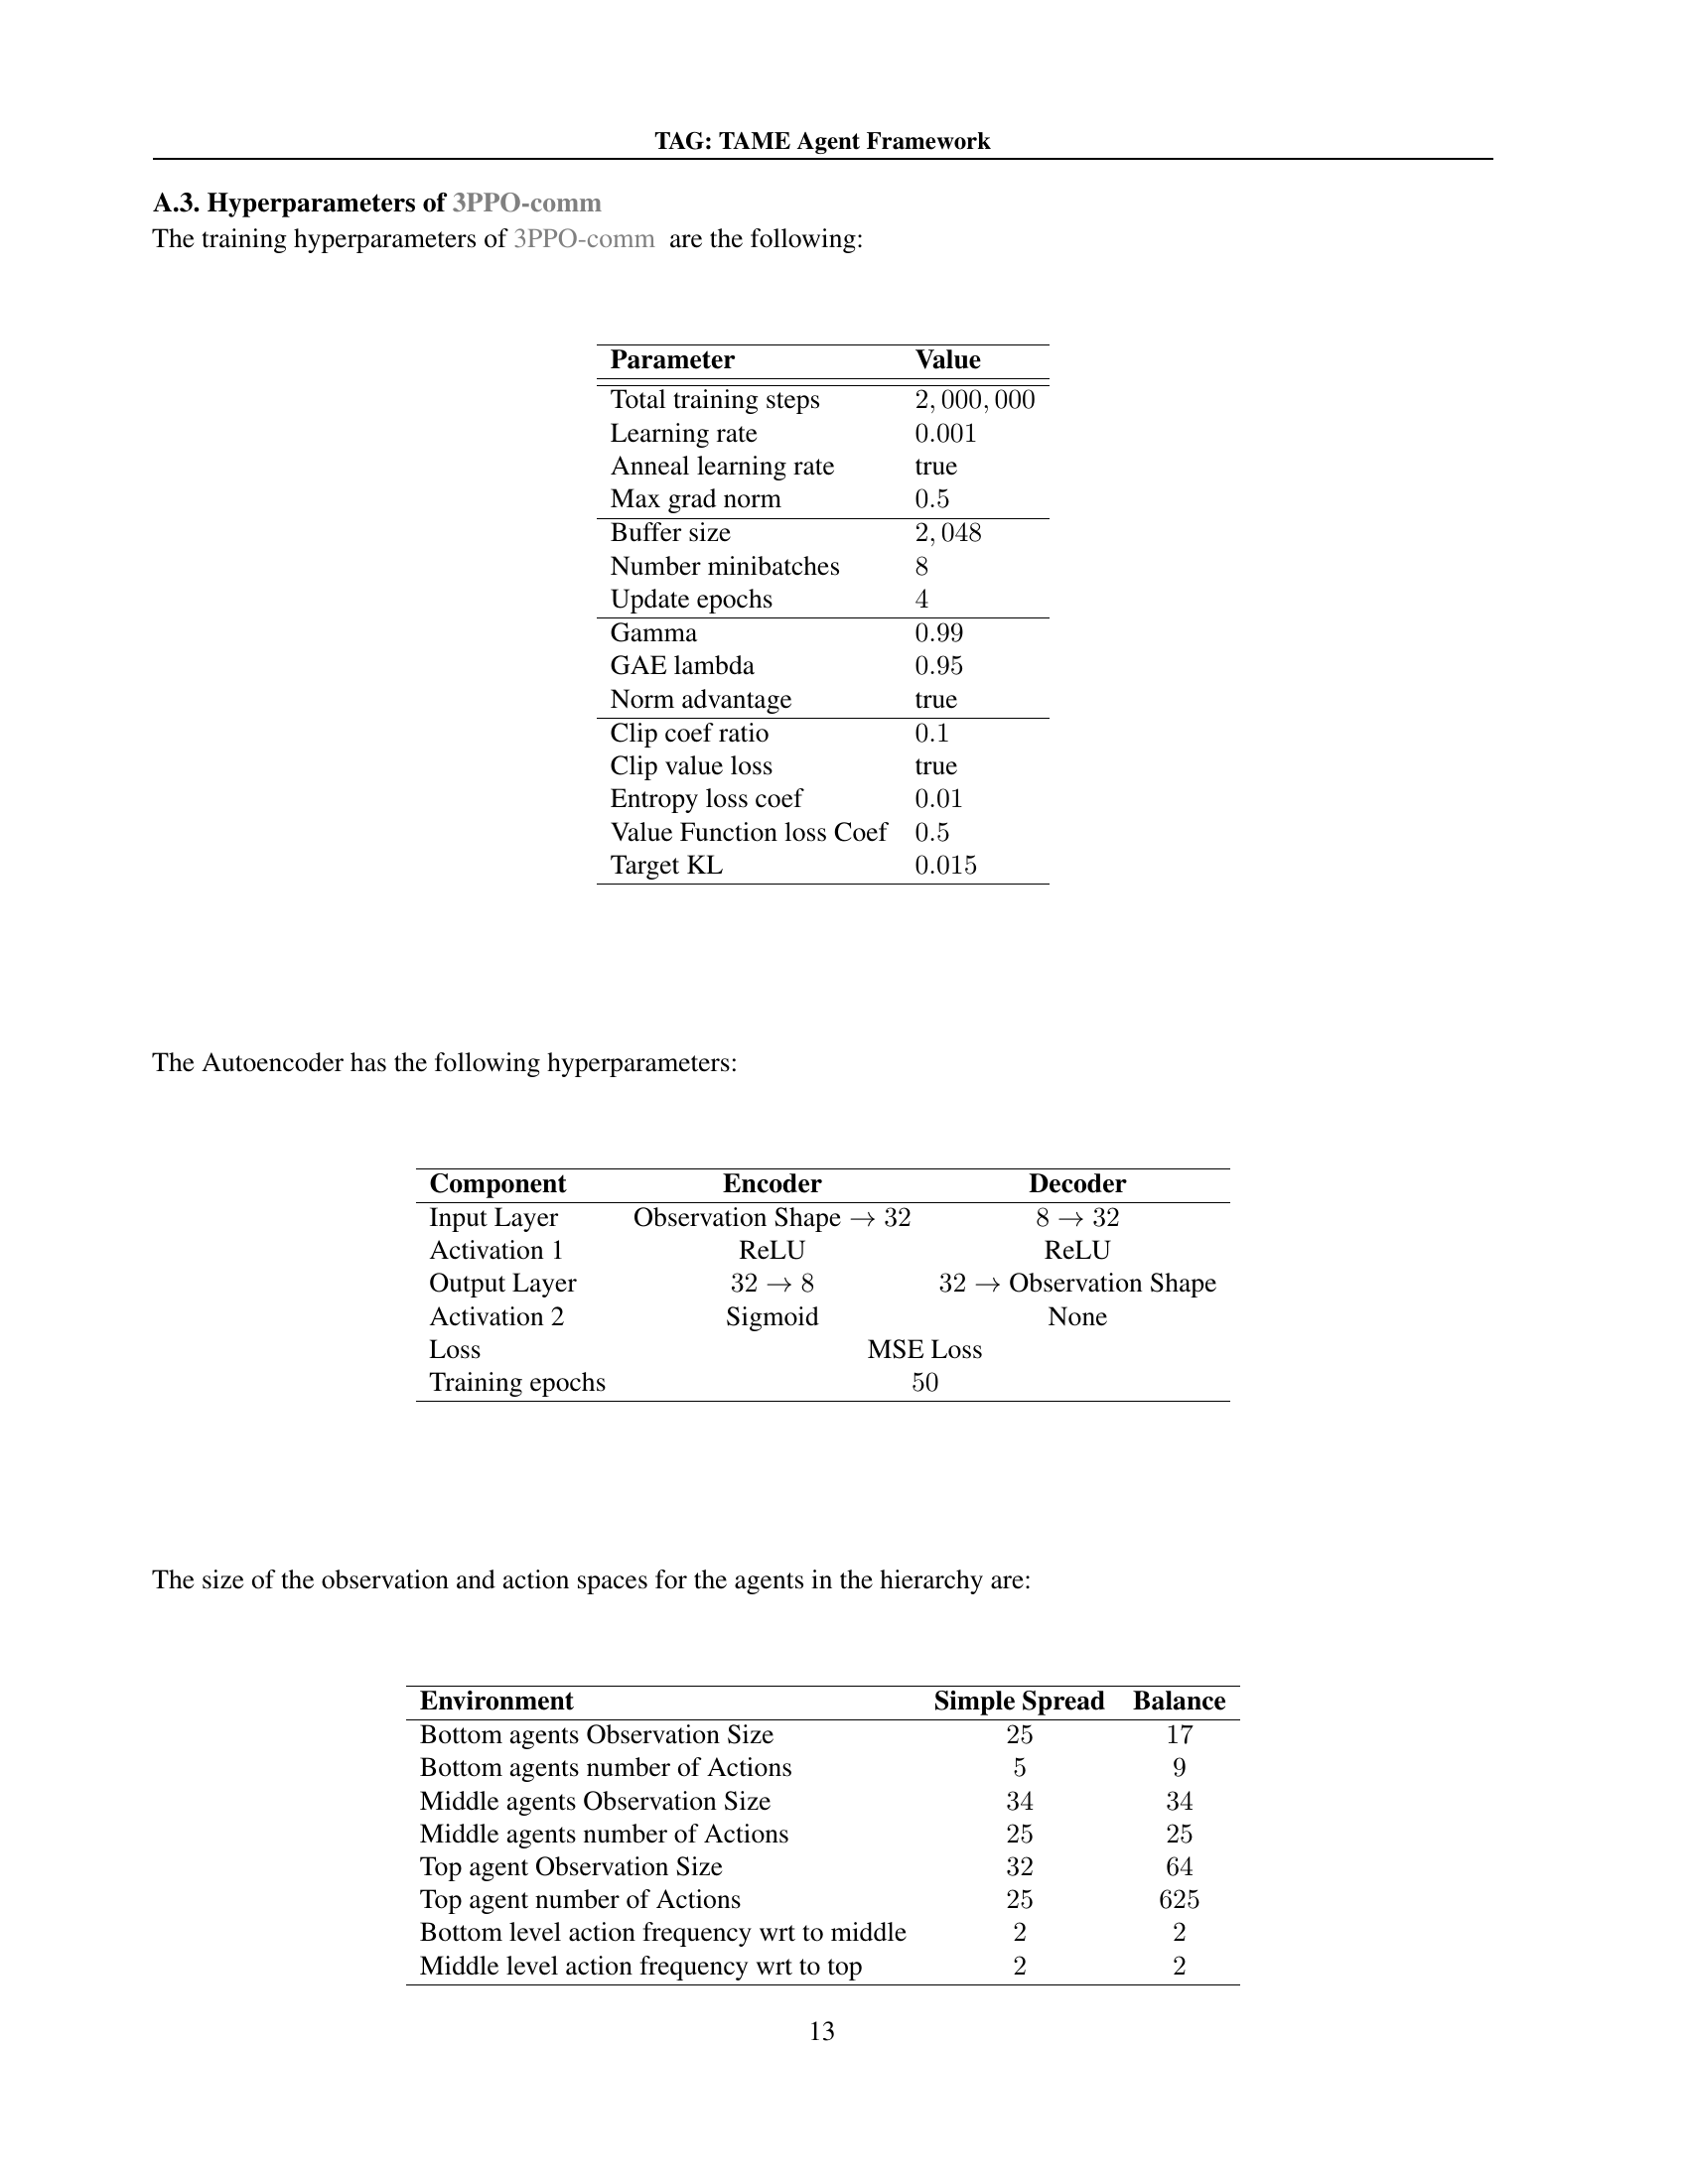 TAG: TAME Agent Framework
A.3. Hyperparameters of 3PPO-comm
The training hyperparameters of 3PPO-comm are the following:
Parameter Value
Total training steps 2, 000, 000
Learning rate 0.001
Anneal learning rate true
Max grad norm 0.5
Buffer size 2, 048
Number minibatches 8
Update epochs 4
Gamma 0.99
GAE lambda 0.95
Norm advantage true
Clip coef ratio 0.1
Clip value loss true
Entropy loss coef 0.01
Value Function loss Coef 0.5
Target KL 0.015
The Autoencoder has the following hyperparameters:
Component Encoder Decoder
Input Layer Observation Shape → 32 8 → 32
Activation 1 ReLU ReLU
Output Layer 32 → 8 32 → Observation Shape
Activation 2 Sigmoid None
Loss MSE Loss
Training epochs 50
The size of the observation and action spaces for the agents in the hierarchy are:
Environment Simple Spread Balance
Bottom agents Observation Size 25 17
Bottom agents number of Actions 5 9
Middle agents Observation Size 34 34
Middle agents number of Actions 25 25
Top agent Observation Size 32 64
Top agent number of Actions 25 625
Bottom level action frequency wrt to middle 2 2
Middle level action frequency wrt to top 2 2
13